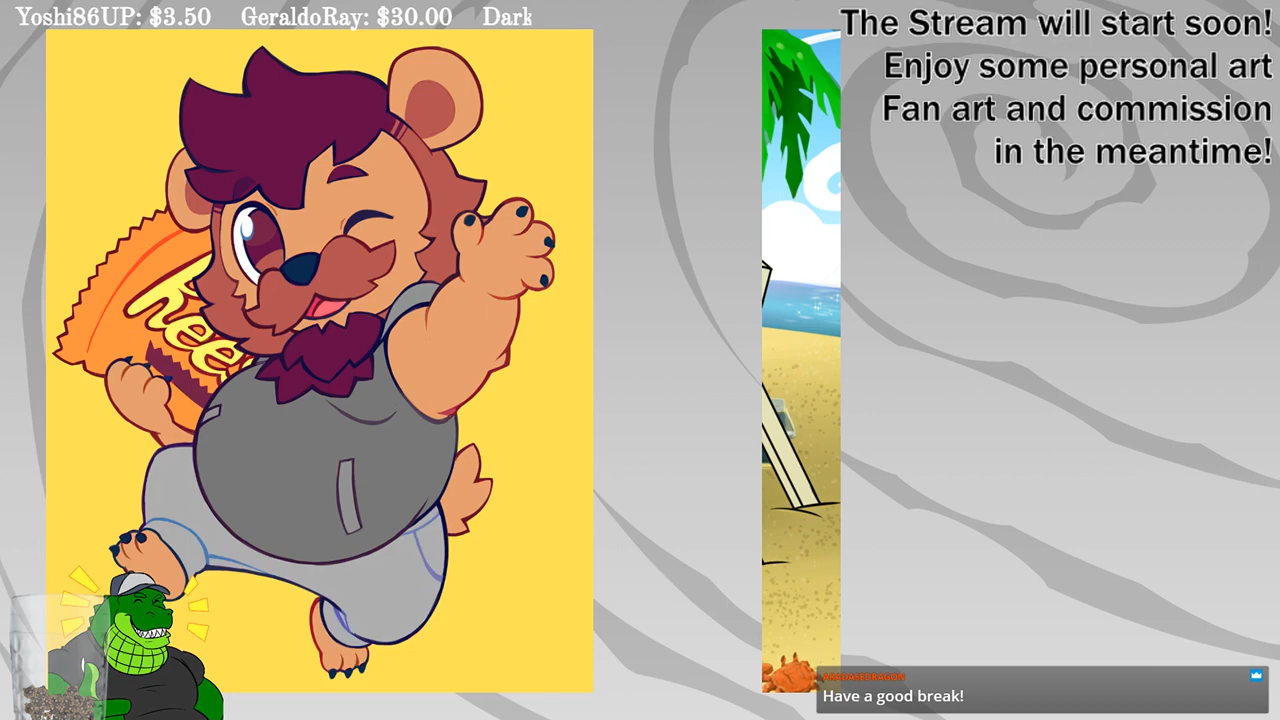 Yoshi86UP: $3.50 GeraldoRay: $30.00 Dark
The Stream will start soon!
Enjoy some personal art
Fan art and commission
in the meantime!
Have a good break!